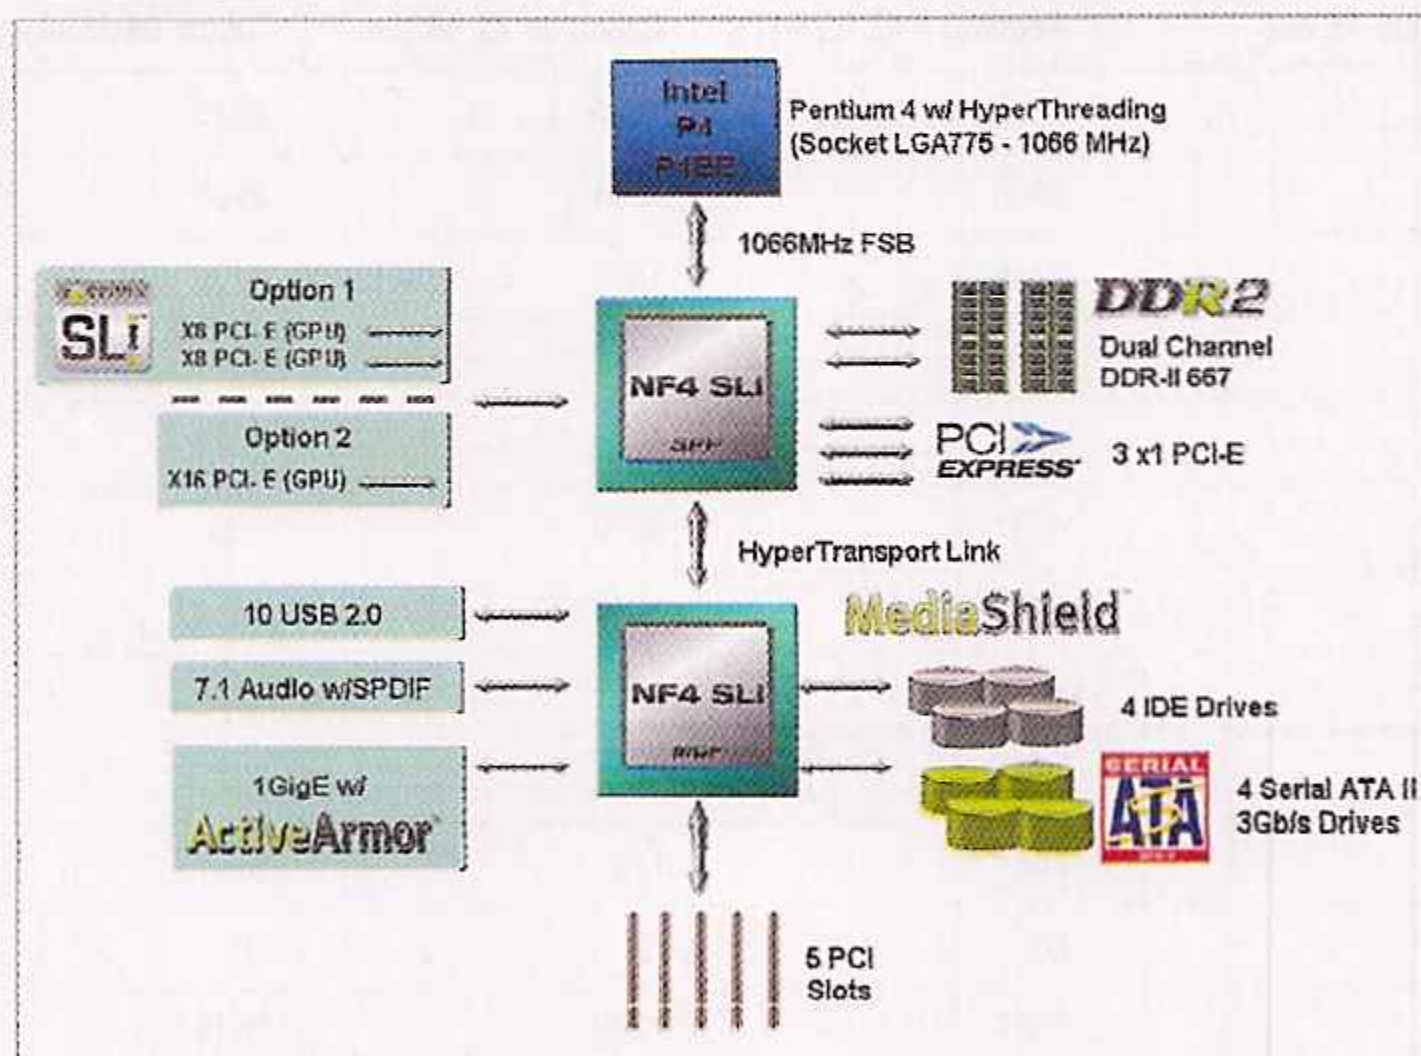 Intel
P4
Pentium 4 w/ HyperThreading
(Socket LGA775 - 1066 MHz)
1066MHz FSB
SLI
Option 1
X8 PCI- E (GPU)
X8 PCI- E (GPU)
Option 2
X16 PCI- E (GPU)
NF4 SLI
SPP
DDR2
Dual Channel
DDR-II 667
PCI
EXPRESS
3 x1 PCI-E
HyperTransport Link
10 USB 2.0
7.1 Audio w/SPDIF
1GigE w/
ActiveArmor
NF4 SLI
MediaShield™
4 IDE Drives
SERIAL
ATA
4 Serial ATA II
3Gb/s Drives
5 PCI
Slots